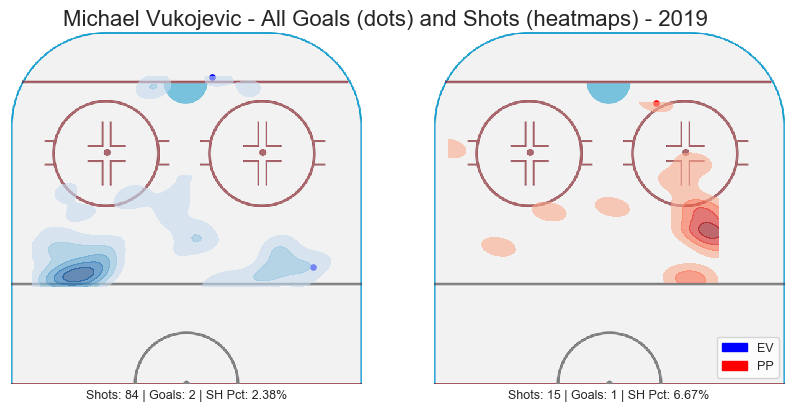 Michael Vukojevic - All Goals (dots) and Shots (heatmaps) - 2019
EV
PP
Shots: 84 | Goals: 2 | SH Pct: 2.38%
Shots: 15 | Goals: 1 | SH Pct: 6.67%